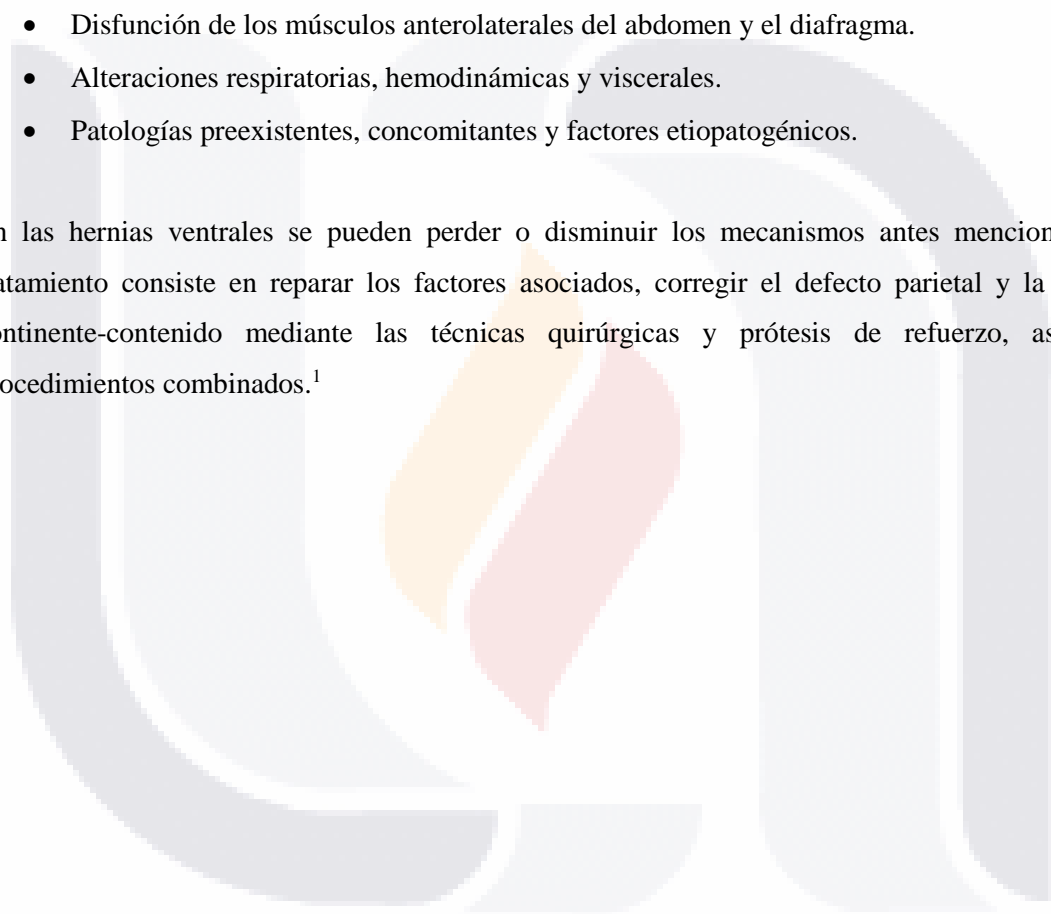 • Disfunción de los músculos anterolaterales del abdomen y el diafragma.
• Alteraciones respiratorias, hemodinámicas y viscerales.
• Patologías preexistentes, concomitantes y factores etiopatogénicos.
n las hernias ventrales se pueden perder o disminuir los mecanismos antes mencion
atamiento consiste en reparar los factores asociados, corregir el defecto parietal y la
ontinente-contenido mediante las técnicas quirúrgicas y prótesis de refuerzo, as
ocedimientos combinados.¹